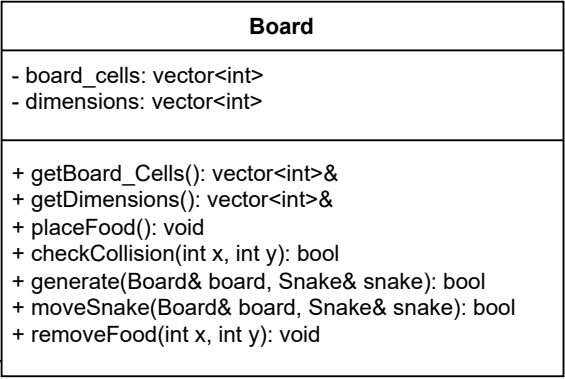 Board
- board_cells: vector<int>
- dimensions: vector<int>
+ getBoard_Cells(): vector<int>&
+ getDimensions(): vector<int>&
+ placeFood(): void
+ checkCollision(int x, int y): bool
+ generate(Board& board, Snake& snake): bool
+ moveSnake(Board& board, Snake& snake): bool
+ removeFood(int x, int y): void